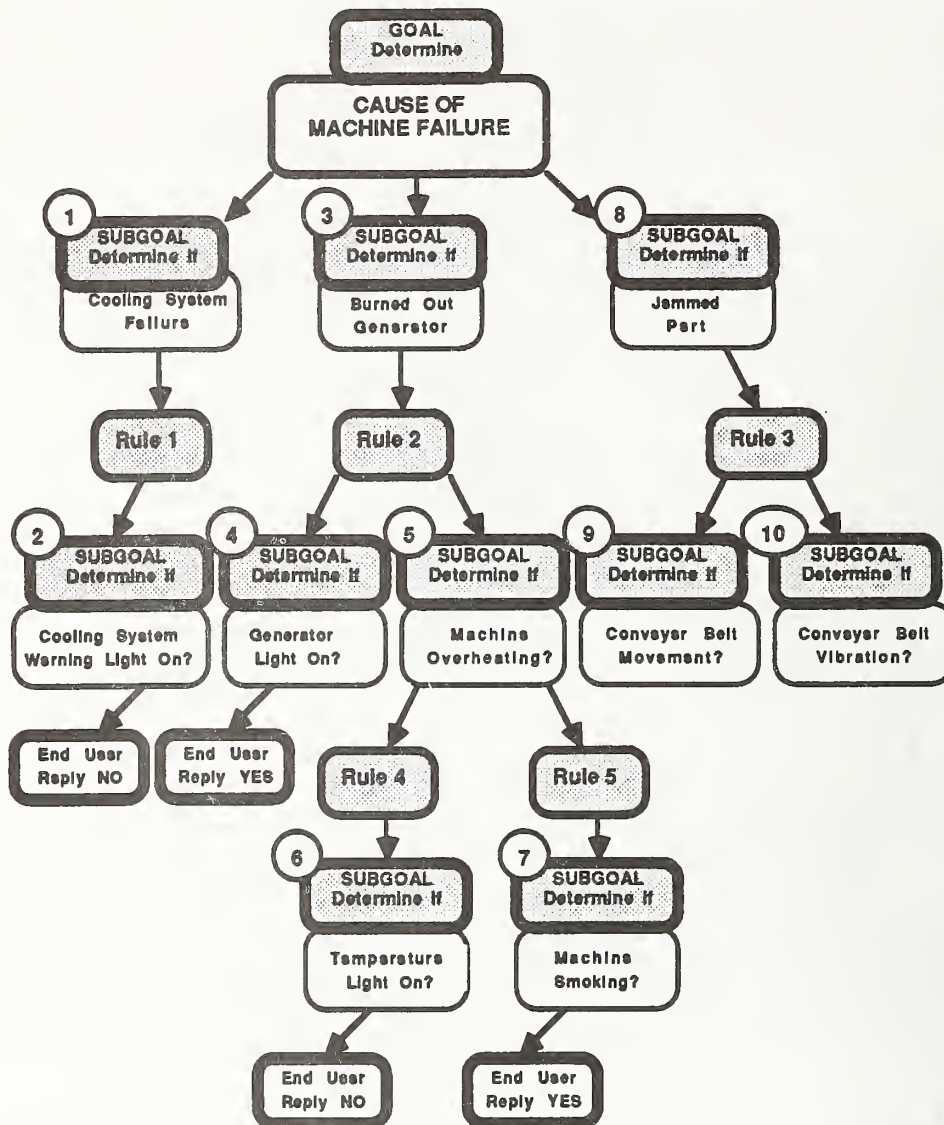 GOAL
Determine
CAUSE OF
MACHINE FAILURE
1
SUBGOAL
Determine If
Cooling System
Failure
3
SUBGOAL
Determine If
Burned Out
Generator
8
SUBGOAL
Determine If
Jammed
Part
Rule 1
Rule 2
Rule 3
2
SUBGOAL
Determine If
Cooling System
Warning Light On?
4
SUBGOAL
Determine If
Generator
Light On?
5
SUBGOAL
Determine If
Machine
Overheating?
9
SUBGOAL
Determine If
Conveyer Belt
Movement?
10
SUBGOAL
Determine If
Conveyer Belt
Vibration?
End User
Reply NO
End User
Reply YES
Rule 4
Rule 5
6
SUBGOAL
Determine If
Temperature
Light On?
7
SUBGOAL
Determine If
Machine
Smoking?
End User
Reply NO
End User
Reply YES